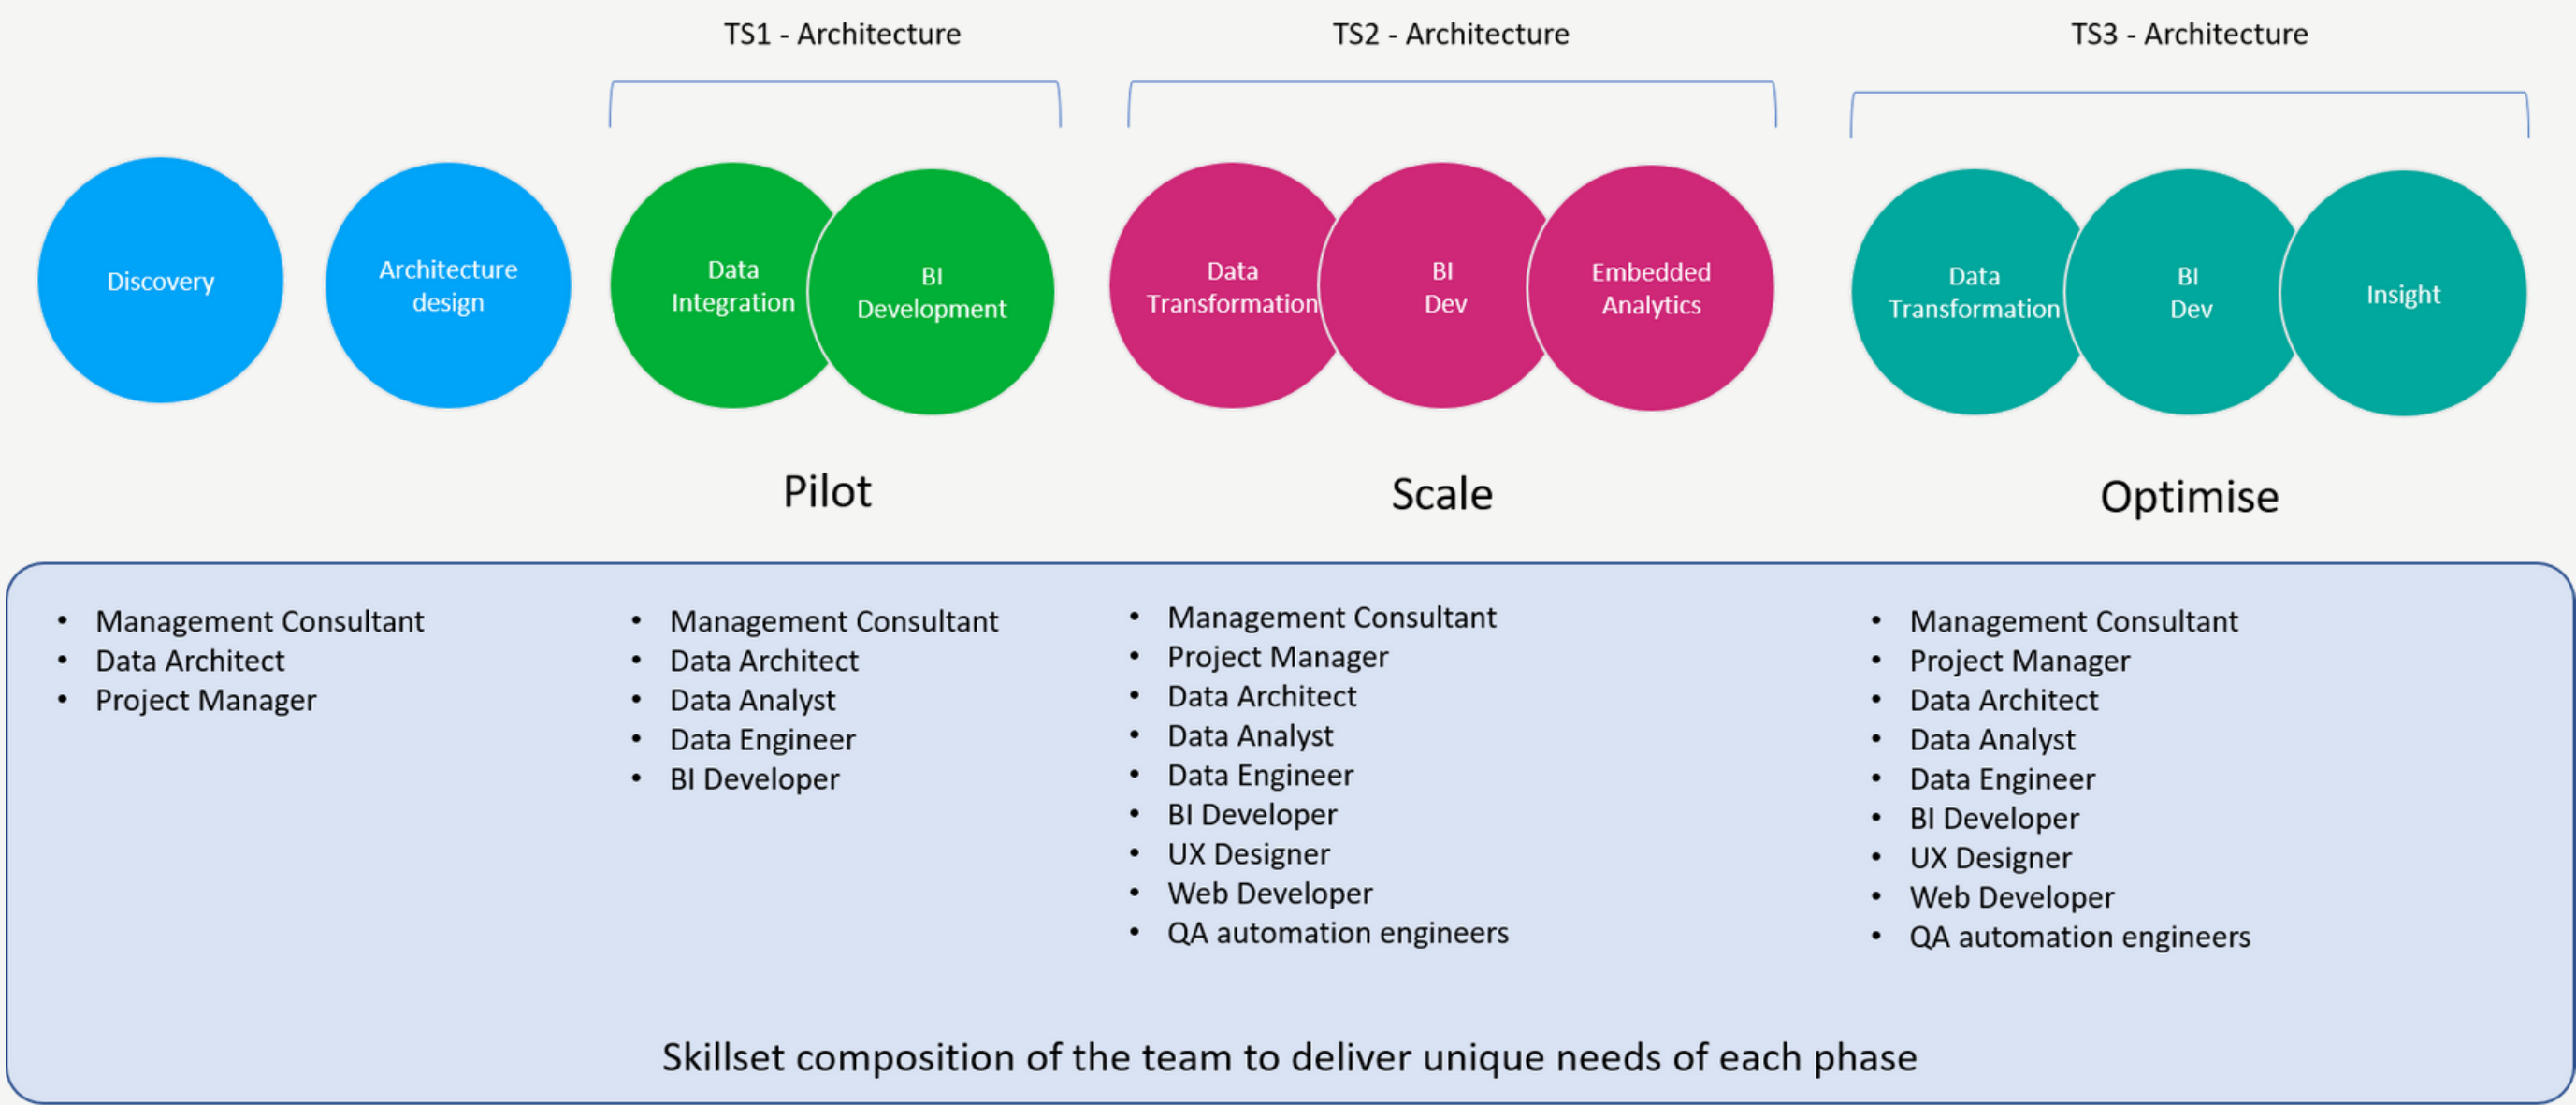 TS1 - Architecture
TS2 - Architecture
TS3 - Architecture
Discovery
Architecture
design
Data
Integration
BI
Development
Data
Transformation
BI
Dev
Embedded
Analytics
Data
Transformation
BI
Dev
Insight
Pilot
Scale
Optimise
• Management Consultant
• Data Architect
• Project Manager
• Management Consultant
• Data Architect
• Data Analyst
• Data Engineer
• BI Developer
• Management Consultant
• Project Manager
• Data Architect
• Data Analyst
• Data Engineer
• BI Developer
• UX Designer
• Web Developer
• QA automation engineers
• Management Consultant
• Project Manager
• Data Architect
• Data Analyst
• Data Engineer
• BI Developer
• UX Designer
• Web Developer
• QA automation engineers
Skillset composition of the team to deliver unique needs of each phase